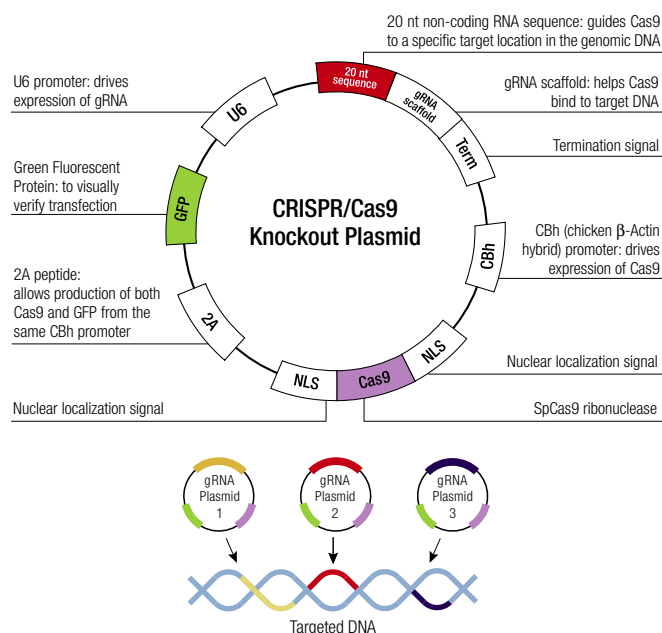 20 nt non-coding RNA sequence: guides Cas9
to a specific target location in the genomic DNA
U6 promoter: drives
expression of gRNA
gRNA scaffold: helps Cas9
bind to target DNA
Termination signal
Green Fluorescent
Protein: to visually
verify transfection
CBh (chicken β-Actin
hybrid) promoter: drives
expression of Cas9
2A peptide:
allows production of both
Cas9 and GFP from the
same CBh promoter
Nuclear localization signal
Nuclear localization signal
SpCas9 ribonuclease
20 nt
sequence
gRNA
scaffold
Term
CBh
NLS
Cas9
NLS
2A
GFP
U6
CRISPR/Cas9
Knockout Plasmid
gRNA
Plasmid
1
gRNA
Plasmid
2
gRNA
Plasmid
3
Targeted DNA